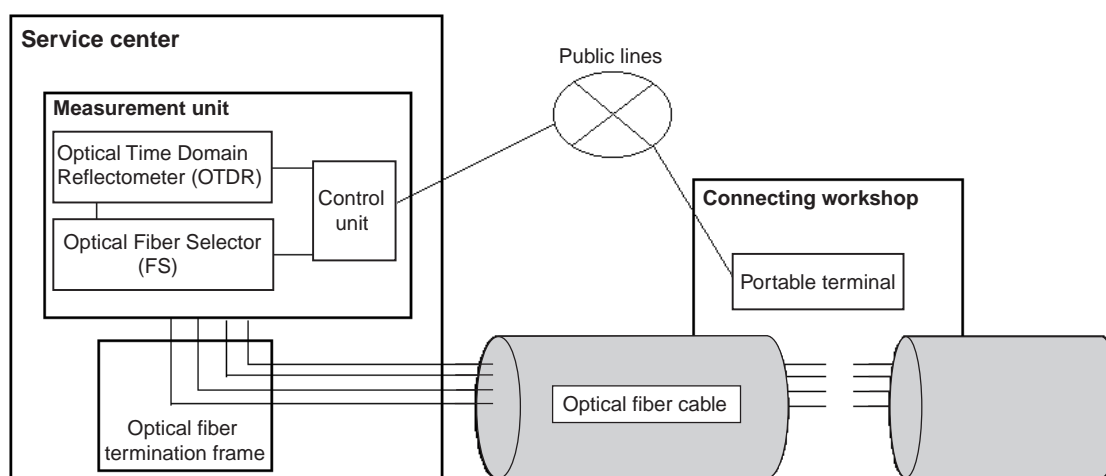 Service center
Measurement unit
Optical Time Domain
Reflectometer (OTDR)
Optical Fiber Selector
(FS)
Control
unit
Public lines
Connecting workshop
Portable terminal
Optical fiber cable
Optical fiber
termination frame